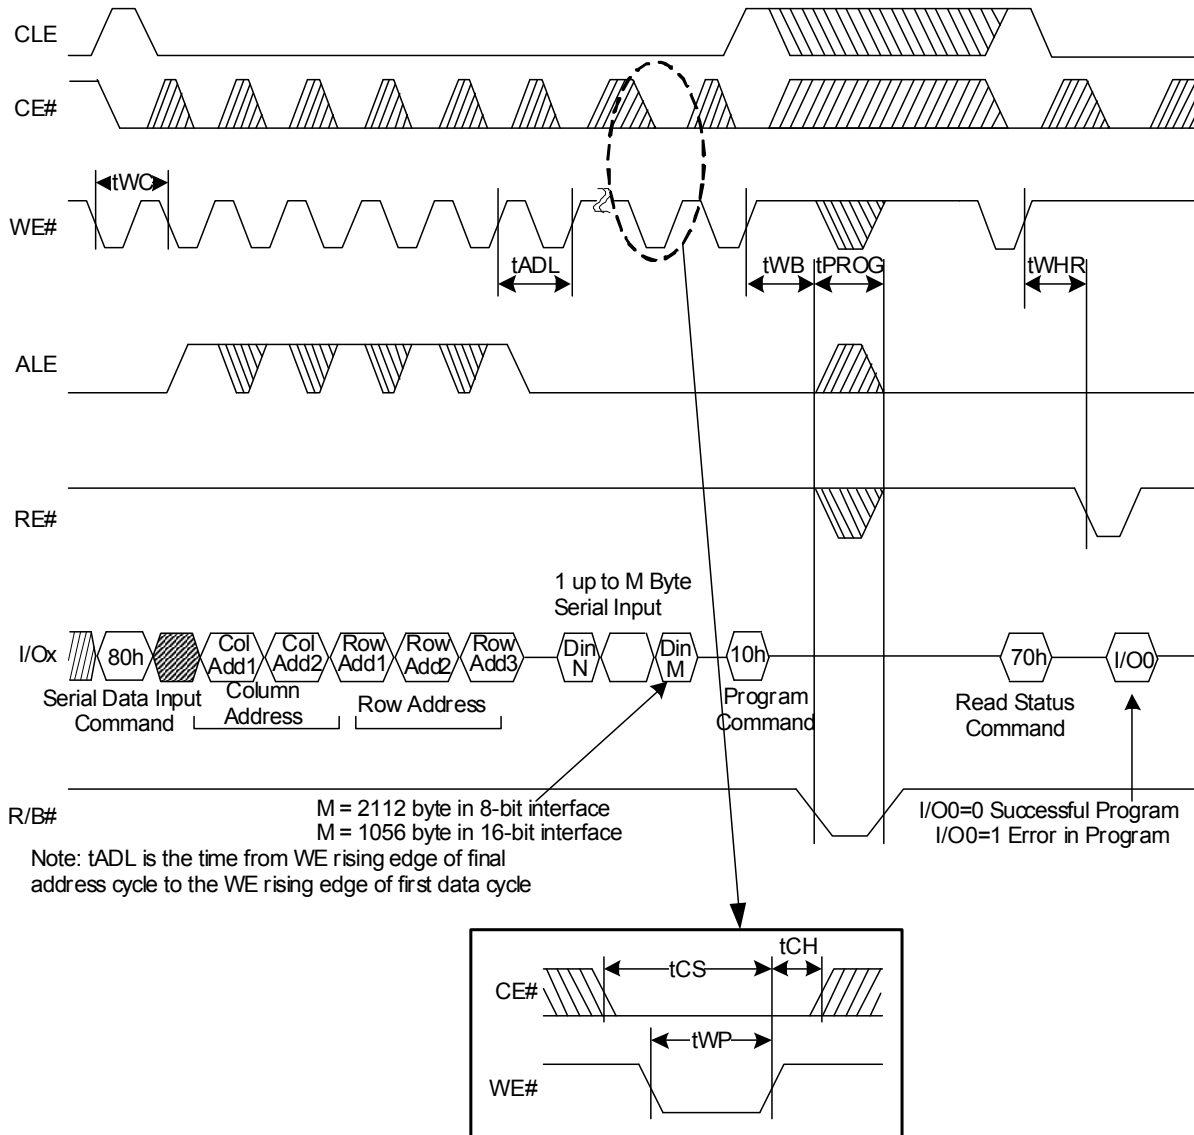 CLE
CE#
tWC
WE#
tADL
tWB
tPROG
tWHR
ALE
RE#
1 up to M Byte
Serial Input
I/Ox
80h
Col
Add1
Col
Add2
Row
Add1
Row
Add2
Row
Add3
Din
N
Din
M
10h
70h
I/O0
Serial Data Input
Command
Column
Address
Row Address
Program
Command
Read Status
Command
R/B#
M = 2112 byte in 8-bit interface
M = 1056 byte in 16-bit interface
I/O0=0 Successful Program
I/O0=1 Error in Program
Note: tADL is the time from WE rising edge of final
address cycle to the WE rising edge of first data cycle
tCH
tCS
CE#
tWP
WE#